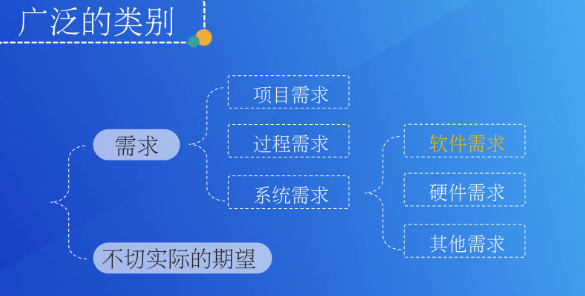 广泛的类别
需求
项目需求
过程需求
系统需求
软件需求
硬件需求
其他需求
不切实际的期望